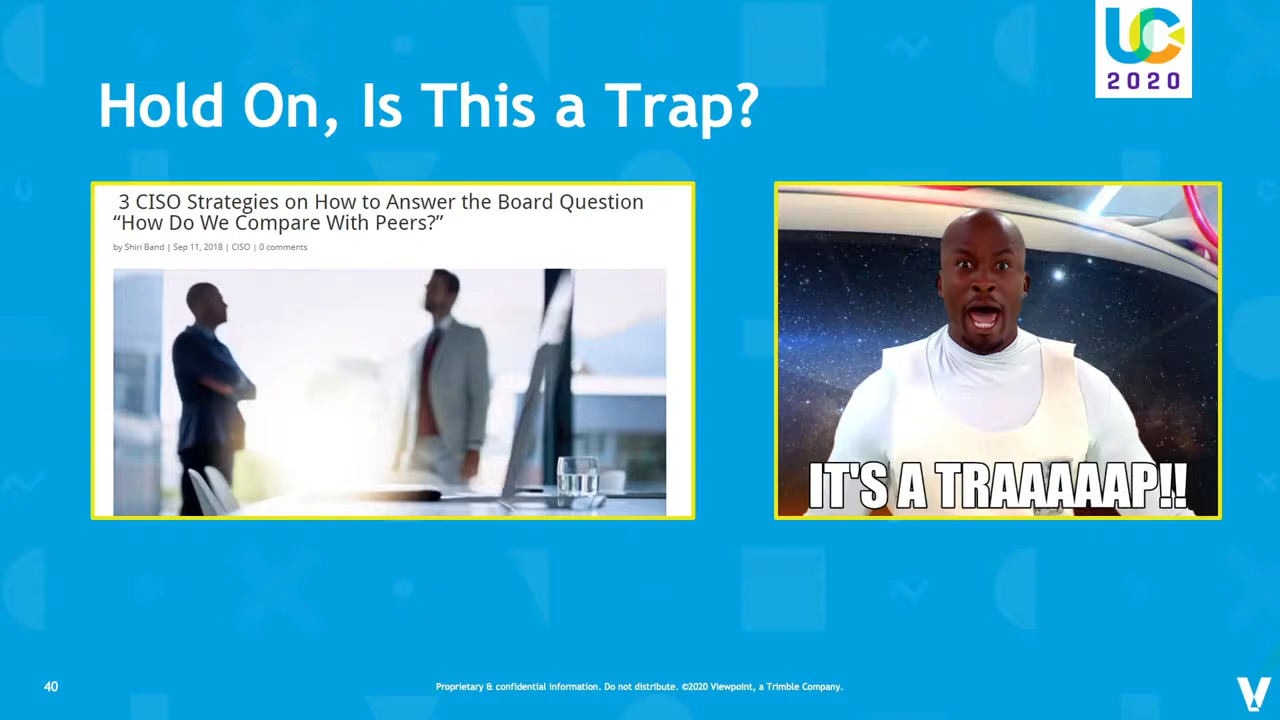 UC
2020
Hold On, Is This a Trap?
3 CISO Strategies on How to Answer the Board Question
“How Do We Compare With Peers?”
by Shiri Band | Sep 11, 2018 | CISO | 0 comments
IT'S A TRAAAAAAP!!
40
Proprietary & confidential information. Do not distribute. ©2020 Viewpoint, a Trimble Company.